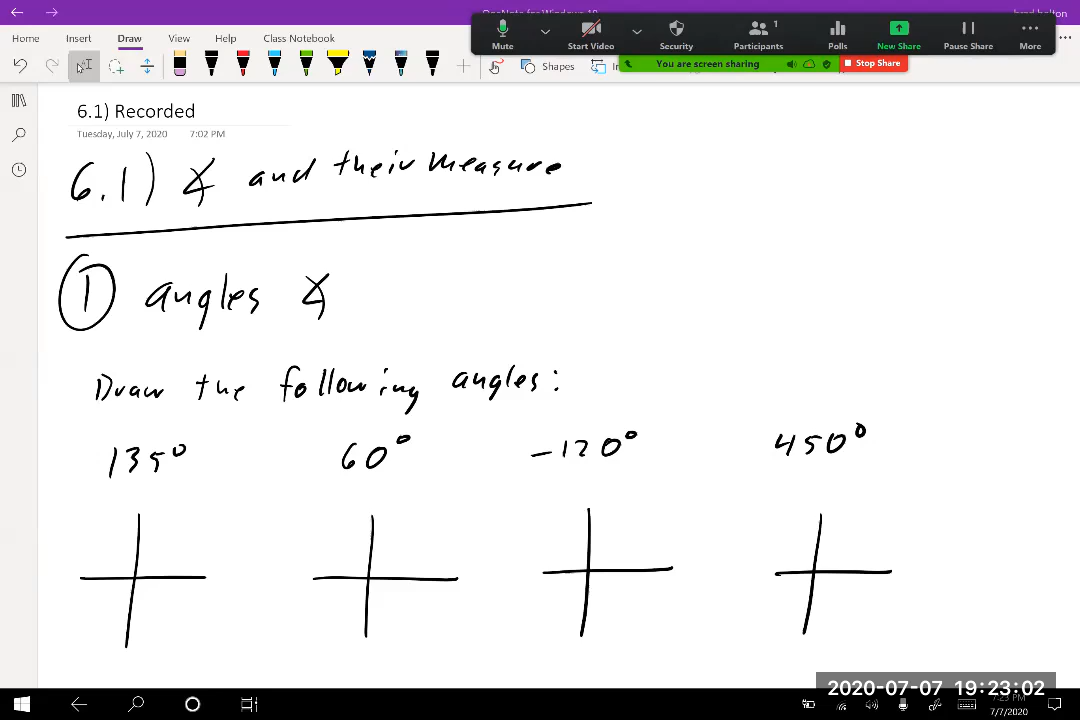 Home Insert Draw View Help Class Notebook
Mute Start Video Security Participants 1 Polls New Share Pause Share More
Shapes You are screen sharing Stop Share
6.1) Recorded
Tuesday, July 7, 2020 7:02 PM
6.1) ∡ and their measure
① angles ∡
Draw the following angles:
135° 60° -120° 450°
2020-07-07 19:23:02
7/7/2020